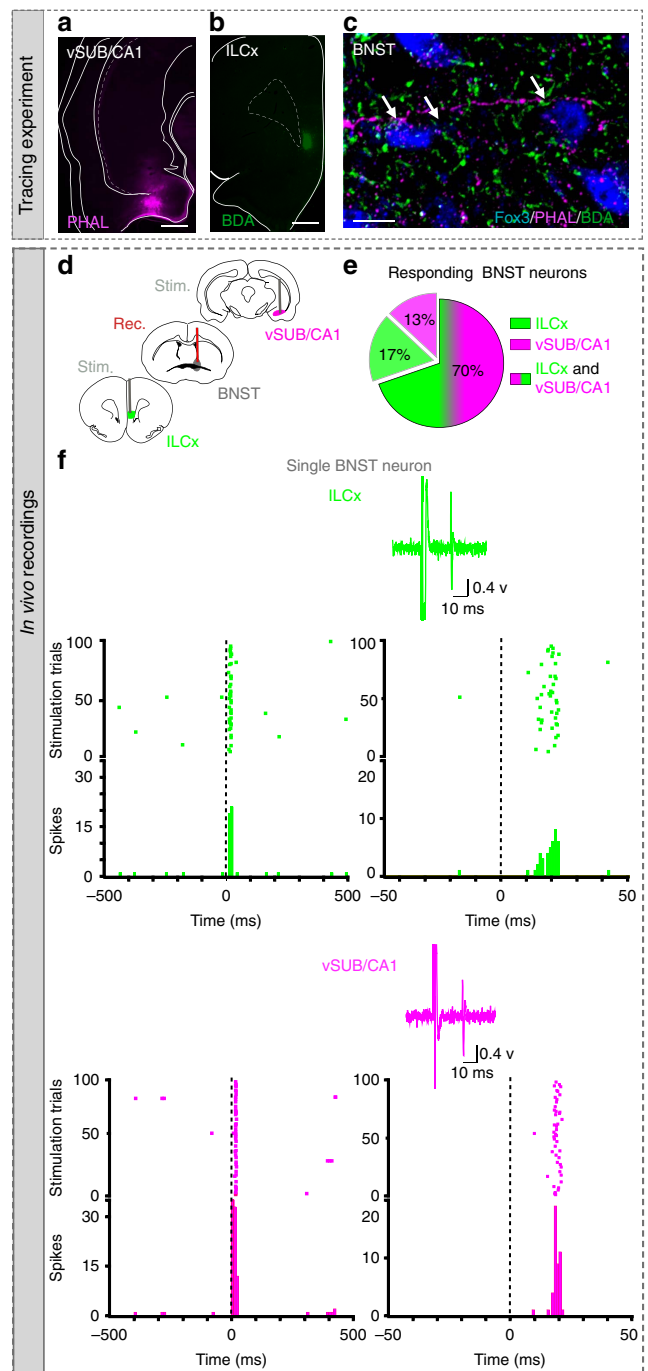 Tracing experiment
a
vSUB/CA1
PHAL
b
ILCx
BDA
c
BNST
Fox3/PHAL/BDA
In vivo recordings
d
Stim.
vSUB/CA1
Rec.
BNST
Stim.
ILCx
e
Responding BNST neurons
13%
17%
70%
ILCx
vSUB/CA1
ILCx and
vSUB/CA1
f
Single BNST neuron
ILCx
0.4 v
10 ms
Stimulation trials
100
50
0
Spikes
30
15
0
−500
0
500
Time (ms)
100
50
0
20
10
0
−50
0
50
Time (ms)
vSUB/CA1
0.4 v
10 ms
Stimulation trials
100
50
0
Spikes
30
15
0
−500
0
500
Time (ms)
100
50
0
20
10
0
−50
0
50
Time (ms)